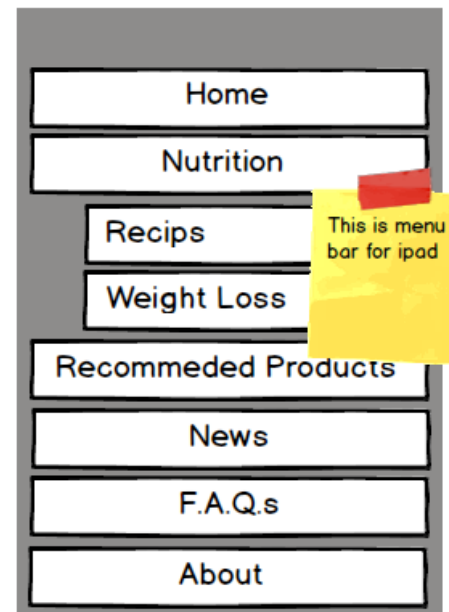 Home
Nutrition
Recips
This is menu
bar for ipad
Weight Loss
Recommeded Products
News
F.A.Q.s
About